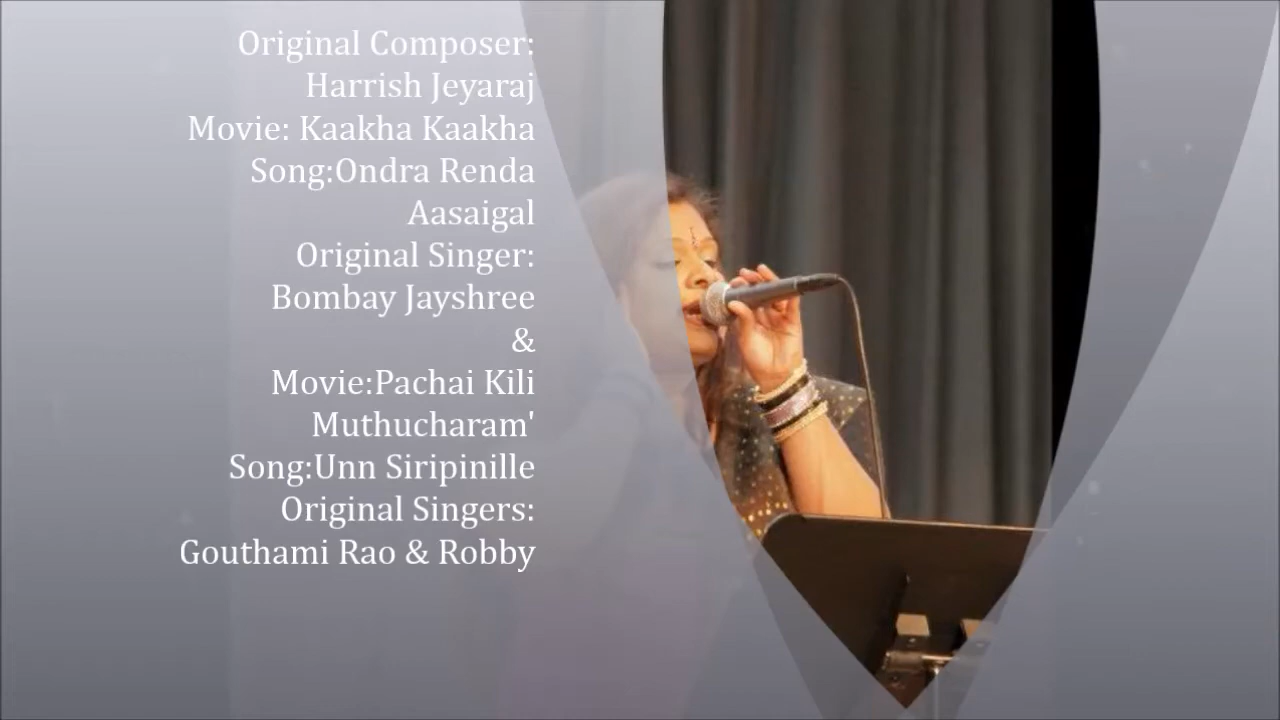 Original Composer:
Harrish Jeyaraj
Movie: Kaakha Kaakha
Song:Ondra Renda
Aasaigal
Original Singer:
Bombay Jayshree
&
Movie:Pachai Kili
Muthucharam'
Song:Unn Siripinille
Original Singers:
Gouthami Rao & Robby